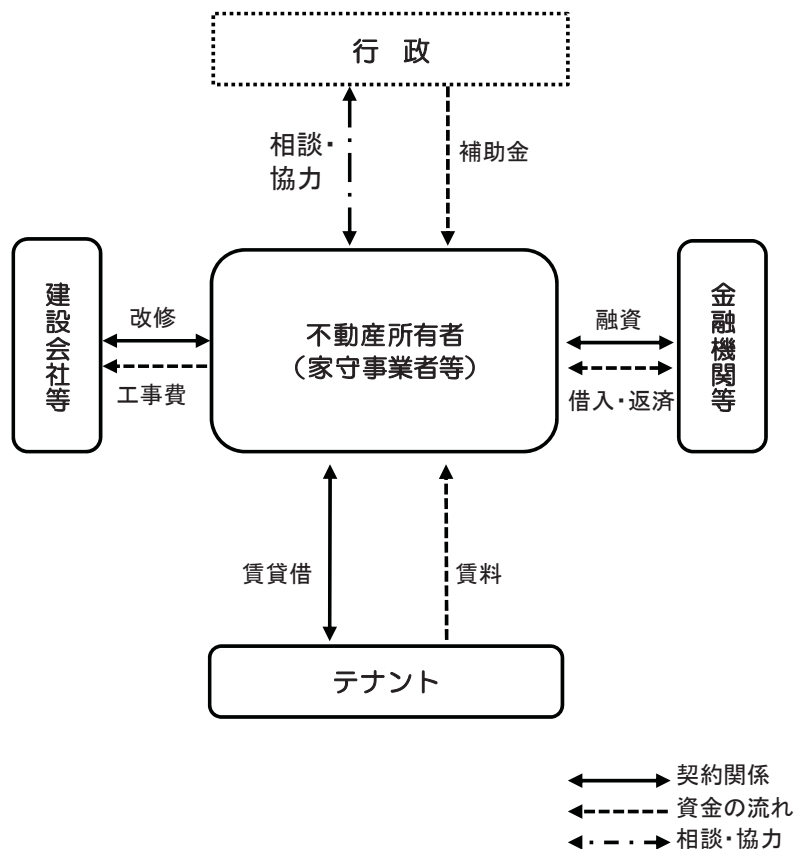 行 政
相談・
協力
補助金
建設会社等
改修
工事費
不動産所有者
（家守事業者等）
融資
借入・返済
金融機関等
賃貸借
賃料
テナント
契約関係
資金の流れ
相談・協力